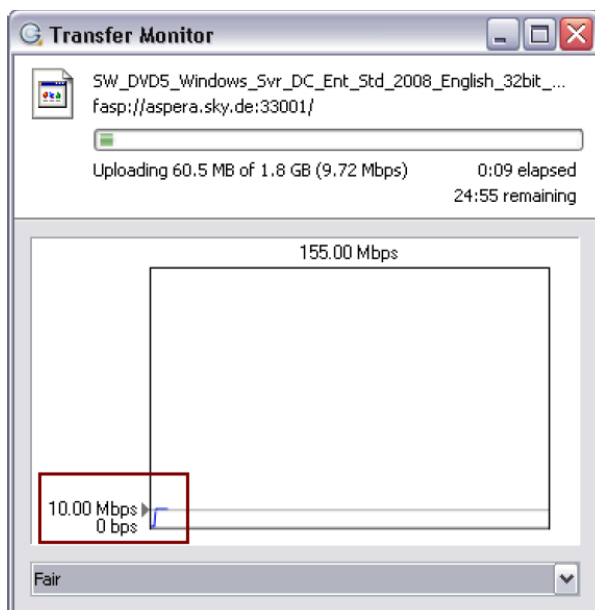 Transfer Monitor
SW_DVD5_Windows_Svr_DC_Ent_Std_2008_English_32bit_...
fasp://aspera.sky.de:33001/
Uploading 60.5 MB of 1.8 GB (9.72 Mbps) 0:09 elapsed
24:55 remaining
155.00 Mbps
10.00 Mbps
0 bps
Fair